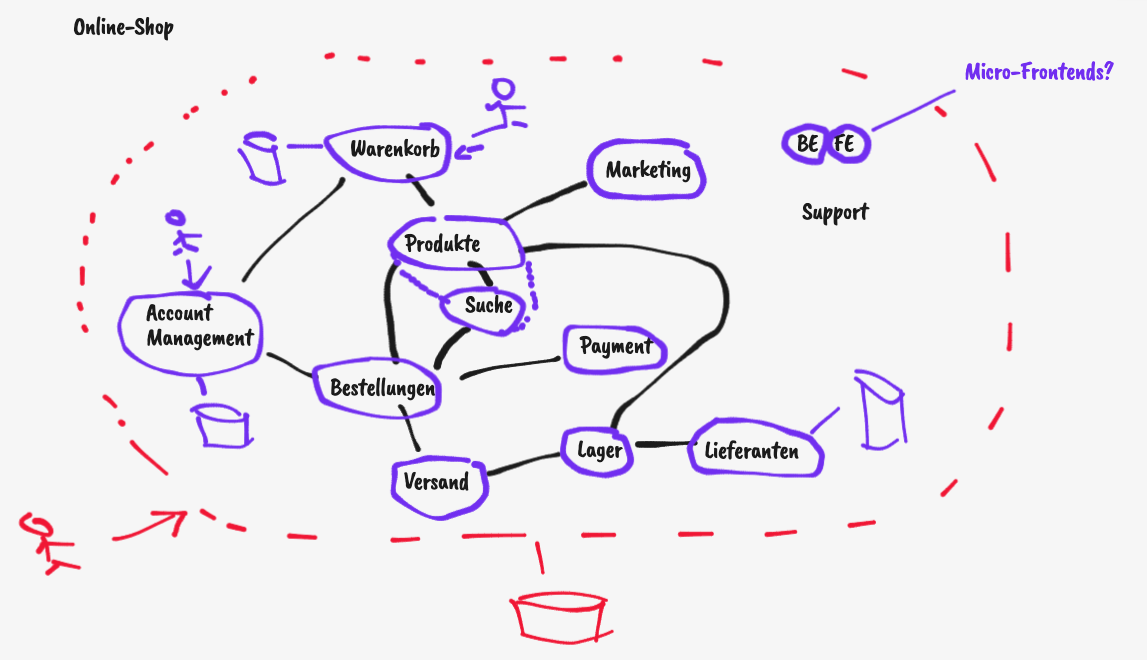 Online-Shop
Micro-Frontends?
Warenkorb
BE FE
Marketing
Support
Produkte
Suche
Account
Management
Payment
Bestellungen
Lager
Lieferanten
Versand